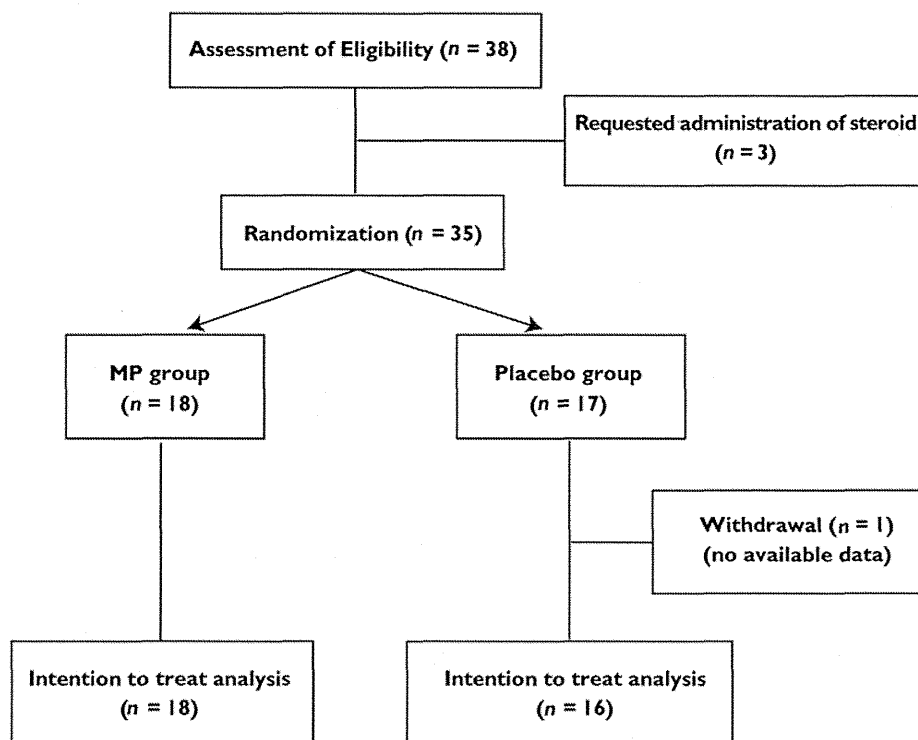 Assessment of Eligibility (n = 38)
Requested administration of steroid
(n = 3)
Randomization (n = 35)
MP group
(n = 18)
Placebo group
(n = 17)
Withdrawal (n = 1)
(no available data)
Intention to treat analysis
(n = 18)
Intention to treat analysis
(n = 16)